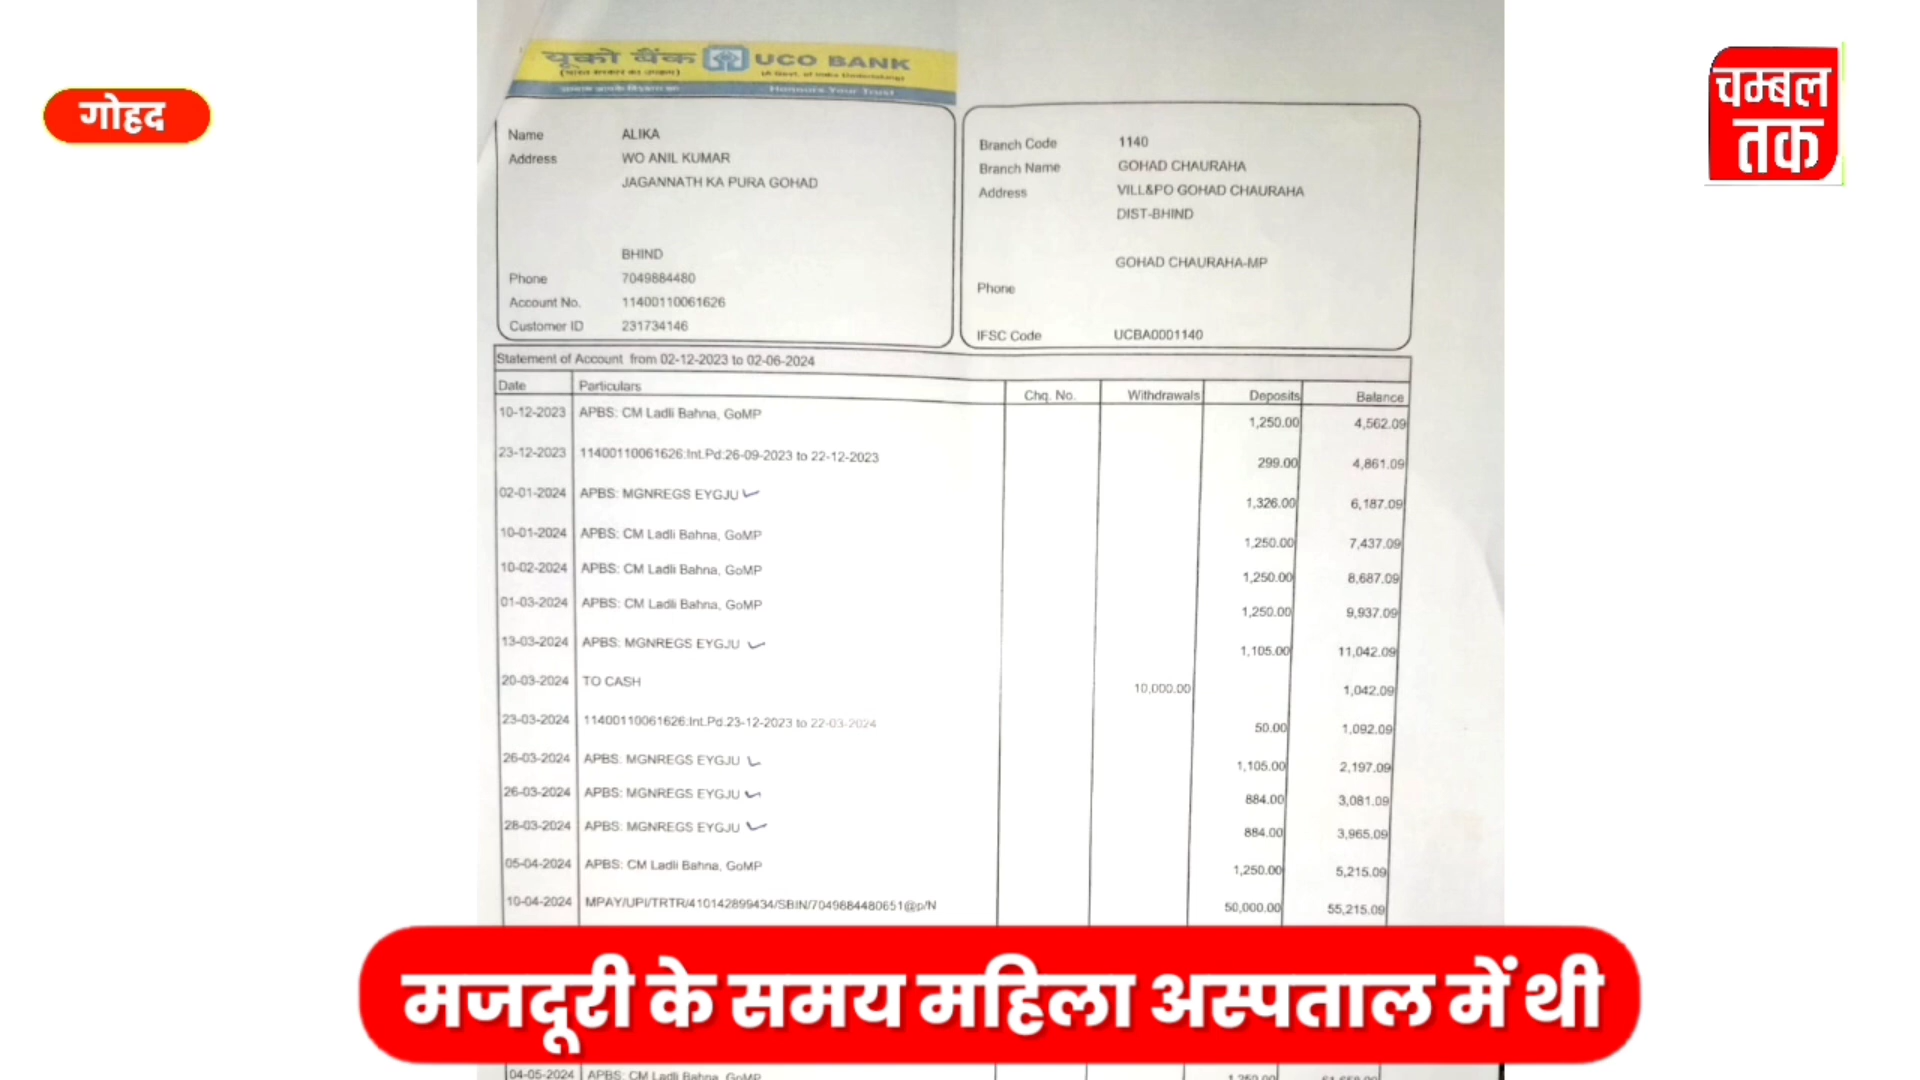 गोहद
चम्बल
तक
यूको बैंक UCO BANK
(भारत सरकार का उपक्रम) (A Govt. of India Undertaking)
Honours Your Trust
Name ALIKA
Address WO ANIL KUMAR
JAGANNATH KA PURA GOHAD
BHIND
Phone 7049884480
Account No. 11400110061626
Customer ID 231734146
Branch Code 1140
Branch Name GOHAD CHAURAHA
Address VILL&PO GOHAD CHAURAHA
DIST-BHIND
GOHAD CHAURAHA-MP
Phone
IFSC Code UCBA0001140
Statement of Account from 02-12-2023 to 02-06-2024
Date Particulars Chq. No. Withdrawals Deposits Balance
10-12-2023 APBS: CM Ladli Bahna, GoMP 1,250.00 4,562.09
23-12-2023 11400110061626:Int.Pd:26-09-2023 to 22-12-2023 299.00 4,861.09
02-01-2024 APBS: MGNREGS EYGJU 1,326.00 6,187.09
10-01-2024 APBS: CM Ladli Bahna, GoMP 1,250.00 7,437.09
10-02-2024 APBS: CM Ladli Bahna, GoMP 1,250.00 8,687.09
01-03-2024 APBS: CM Ladli Bahna, GoMP 1,250.00 9,937.09
13-03-2024 APBS: MGNREGS EYGJU 1,105.00 11,042.09
20-03-2024 TO CASH 10,000.00 1,042.09
23-03-2024 11400110061626:Int.Pd:23-12-2023 to 22-03-2024 50.00 1,092.09
26-03-2024 APBS: MGNREGS EYGJU 1,105.00 2,197.09
26-03-2024 APBS: MGNREGS EYGJU 884.00 3,081.09
28-03-2024 APBS: MGNREGS EYGJU 884.00 3,965.09
05-04-2024 APBS: CM Ladli Bahna, GoMP 1,250.00 5,215.09
10-04-2024 MPAY/UPI/TRTR/410142899434/SBIN/7049884480651@p/N 50,000.00 55,215.09
मजदूरी के समय महिला अस्पताल में थी
04-05-2024 APBS: CM Ladli Bahna, GoMP 1,250.00